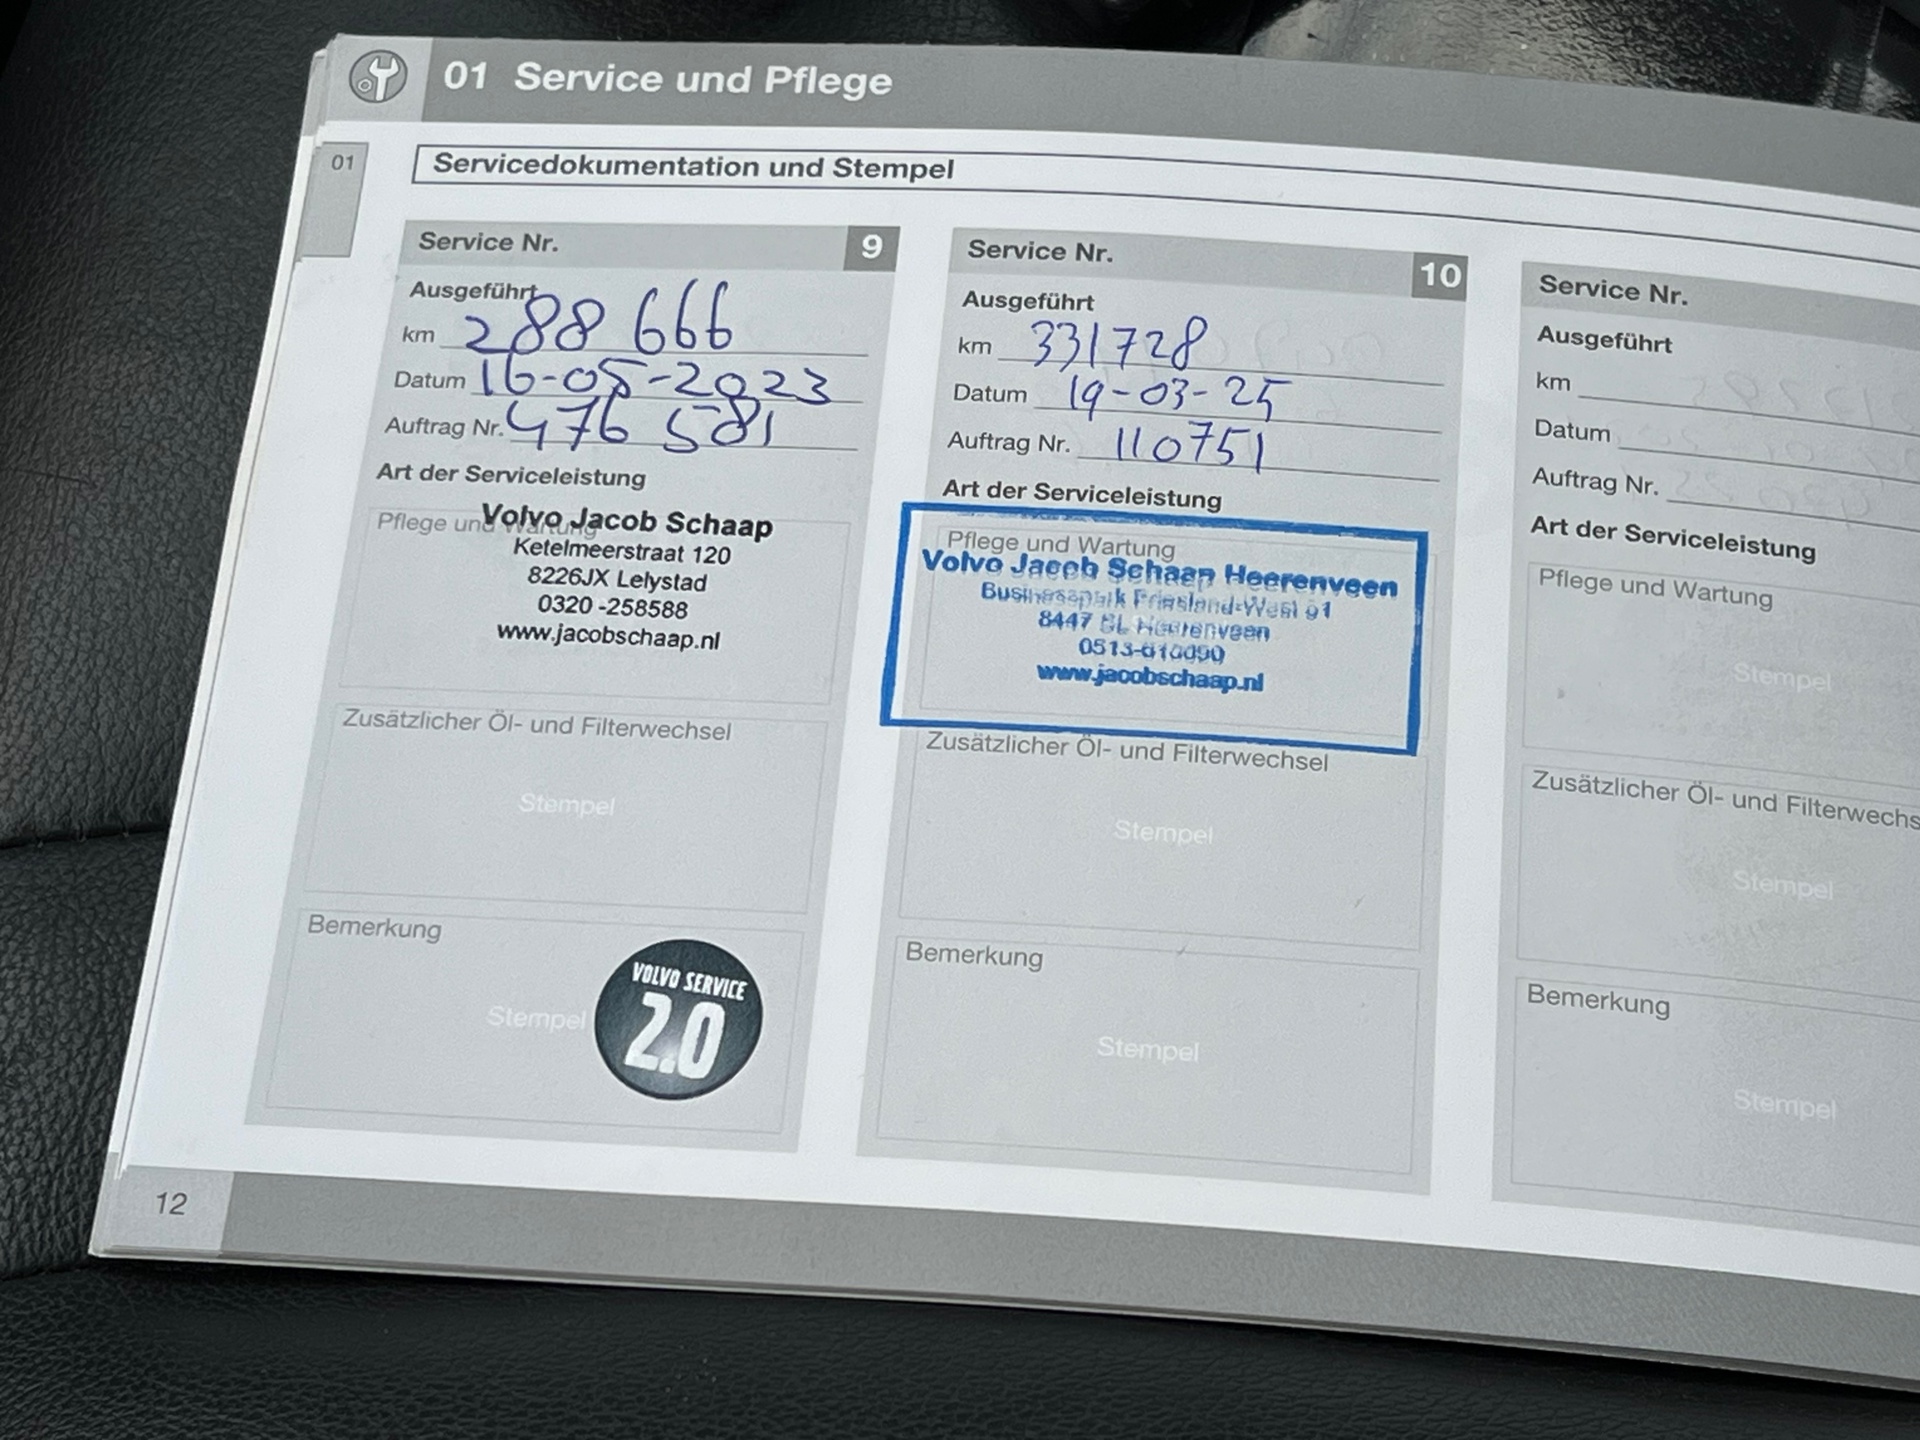 01 Service und Pflege
01
Servicedokumentation und Stempel
Service Nr. 9
Ausgeführt
km 288 666
Datum 16-05-2023
Auftrag Nr. 476 581
Art der Serviceleistung
Pflege und Wartung
Volvo Jacob Schaap
Ketelmeerstraat 120
8226JX Lelystad
0320 -258588
www.jacobschaap.nl
Zusätzlicher Öl- und Filterwechsel
Stempel
Bemerkung
Stempel
VOLVO SERVICE
2.0
Service Nr. 10
Ausgeführt
km 331728
Datum 19-03-25
Auftrag Nr. 110751
Art der Serviceleistung
Pflege und Wartung
Volvo Jacob Schaap Heerenveen
Businesspark Friesland-West 91
8447 Heerenveen
www.jacobschaap.nl
Zusätzlicher Öl- und Filterwechsel
Stempel
Bemerkung
Stempel
Service Nr.
Ausgeführt
km
Datum
Auftrag Nr.
Art der Serviceleistung
Pflege und Wartung
Stempel
Zusätzlicher Öl- und Filterwechs
Stempel
Bemerkung
Stempel
12